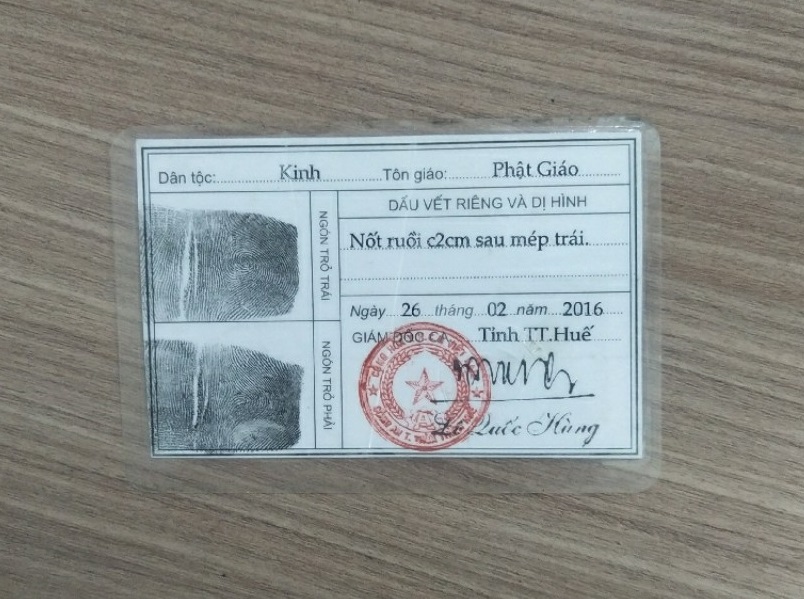 Dân tộc: Kinh Tôn giáo: Phật Giáo
NGÓN TRỎ TRÁI
DẤU VẾT RIÊNG VÀ DỊ HÌNH
Nốt ruồi c2cm sau mép trái.
Ngày 26 tháng 02 năm 2016
GIÁM ĐỐC CA Tỉnh TT.Huế
NGÓN TRỎ PHẢI
Lê Quốc Hùng